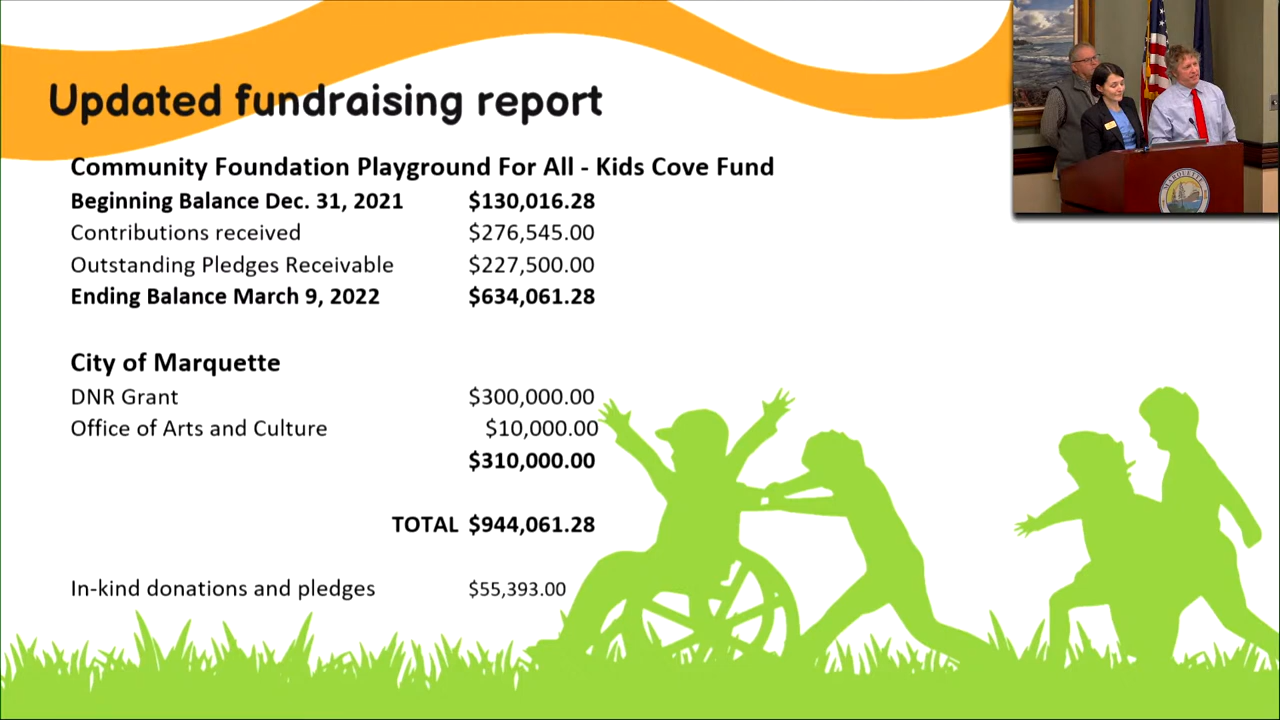 Updated fundraising report
Community Foundation Playground For All - Kids Cove Fund
Beginning Balance Dec. 31, 2021 $130,016.28
Contributions received $276,545.00
Outstanding Pledges Receivable $227,500.00
Ending Balance March 9, 2022 $634,061.28
City of Marquette
DNR Grant $300,000.00
Office of Arts and Culture $10,000.00
$310,000.00
TOTAL $944,061.28
In-kind donations and pledges $55,393.00
MARQUETTE